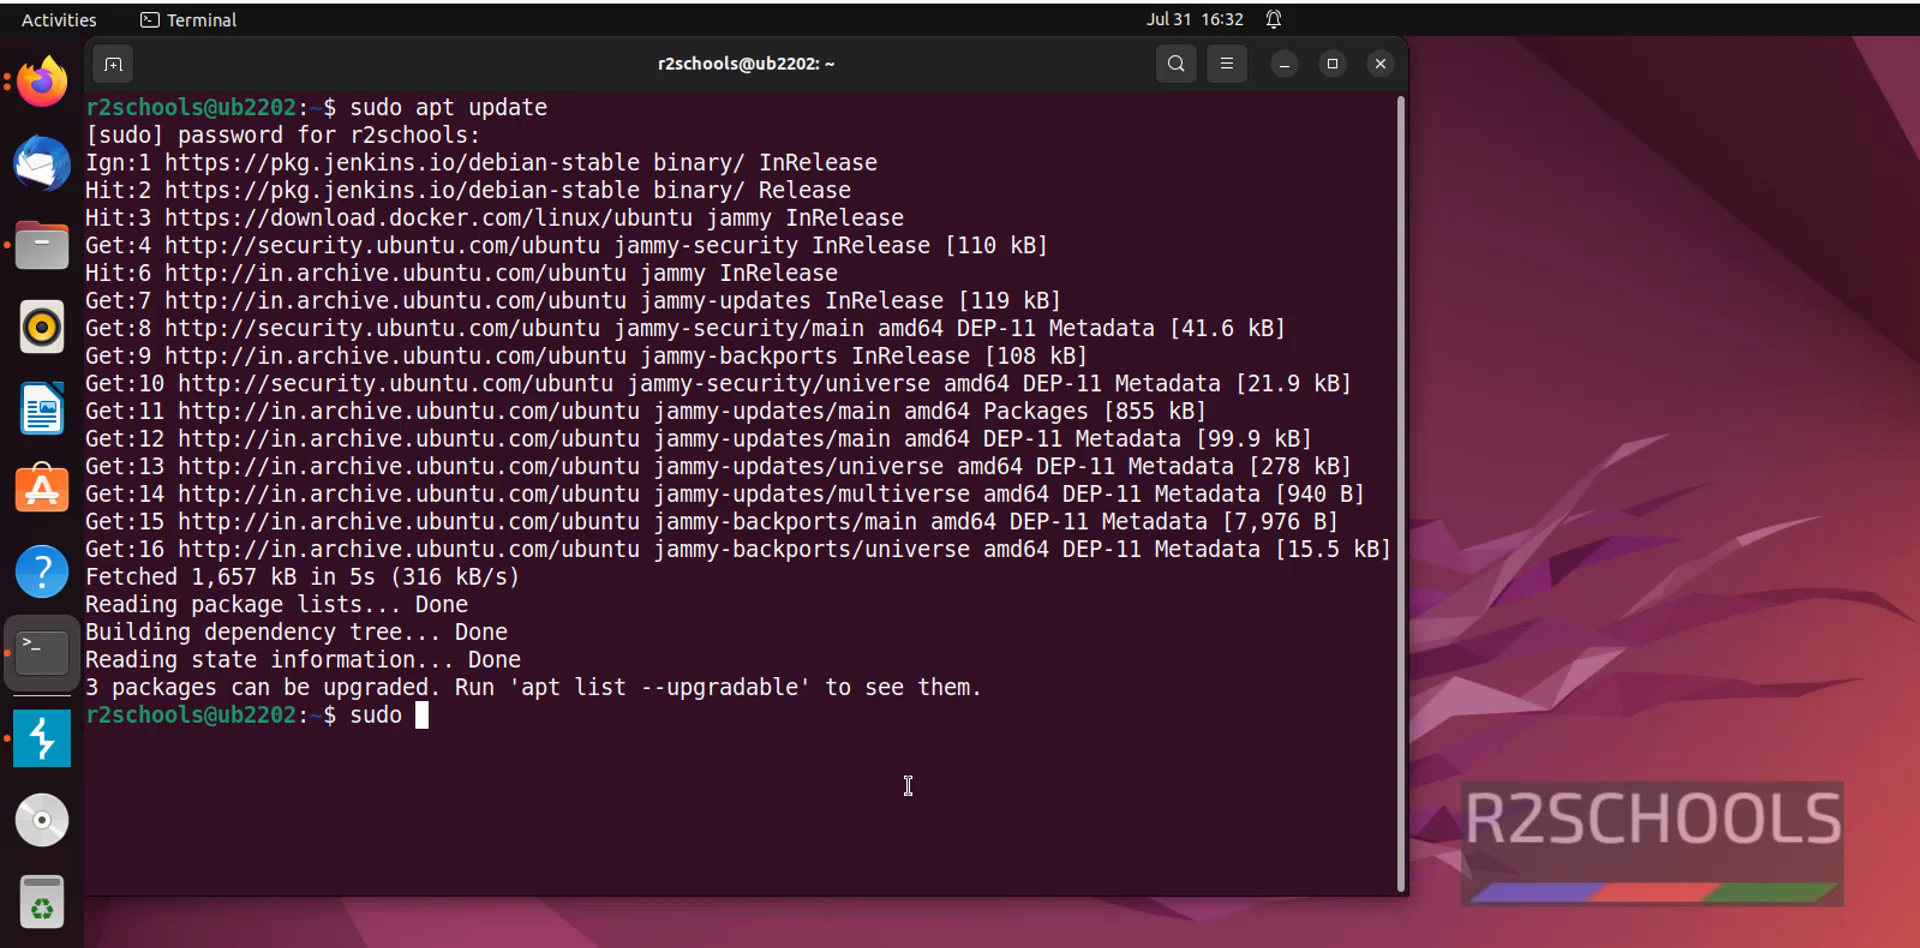 Activities
Terminal
Jul 31 16:32
r2schools@ub2202: ~
r2schools@ub2202:~$ sudo apt update
[sudo] password for r2schools:
Ign:1 https://pkg.jenkins.io/debian-stable binary/ InRelease
Hit:2 https://pkg.jenkins.io/debian-stable binary/ Release
Hit:3 https://download.docker.com/linux/ubuntu jammy InRelease
Get:4 http://security.ubuntu.com/ubuntu jammy-security InRelease [110 kB]
Hit:6 http://in.archive.ubuntu.com/ubuntu jammy InRelease
Get:7 http://in.archive.ubuntu.com/ubuntu jammy-updates InRelease [119 kB]
Get:8 http://security.ubuntu.com/ubuntu jammy-security/main amd64 DEP-11 Metadata [41.6 kB]
Get:9 http://in.archive.ubuntu.com/ubuntu jammy-backports InRelease [108 kB]
Get:10 http://security.ubuntu.com/ubuntu jammy-security/universe amd64 DEP-11 Metadata [21.9 kB]
Get:11 http://in.archive.ubuntu.com/ubuntu jammy-updates/main amd64 Packages [855 kB]
Get:12 http://in.archive.ubuntu.com/ubuntu jammy-updates/main amd64 DEP-11 Metadata [99.9 kB]
Get:13 http://in.archive.ubuntu.com/ubuntu jammy-updates/universe amd64 DEP-11 Metadata [278 kB]
Get:14 http://in.archive.ubuntu.com/ubuntu jammy-updates/multiverse amd64 DEP-11 Metadata [940 B]
Get:15 http://in.archive.ubuntu.com/ubuntu jammy-backports/main amd64 DEP-11 Metadata [7,976 B]
Get:16 http://in.archive.ubuntu.com/ubuntu jammy-backports/universe amd64 DEP-11 Metadata [15.5 kB]
Fetched 1,657 kB in 5s (316 kB/s)
Reading package lists... Done
Building dependency tree... Done
Reading state information... Done
3 packages can be upgraded. Run 'apt list --upgradable' to see them.
r2schools@ub2202:~$ sudo
R2SCHOOLS